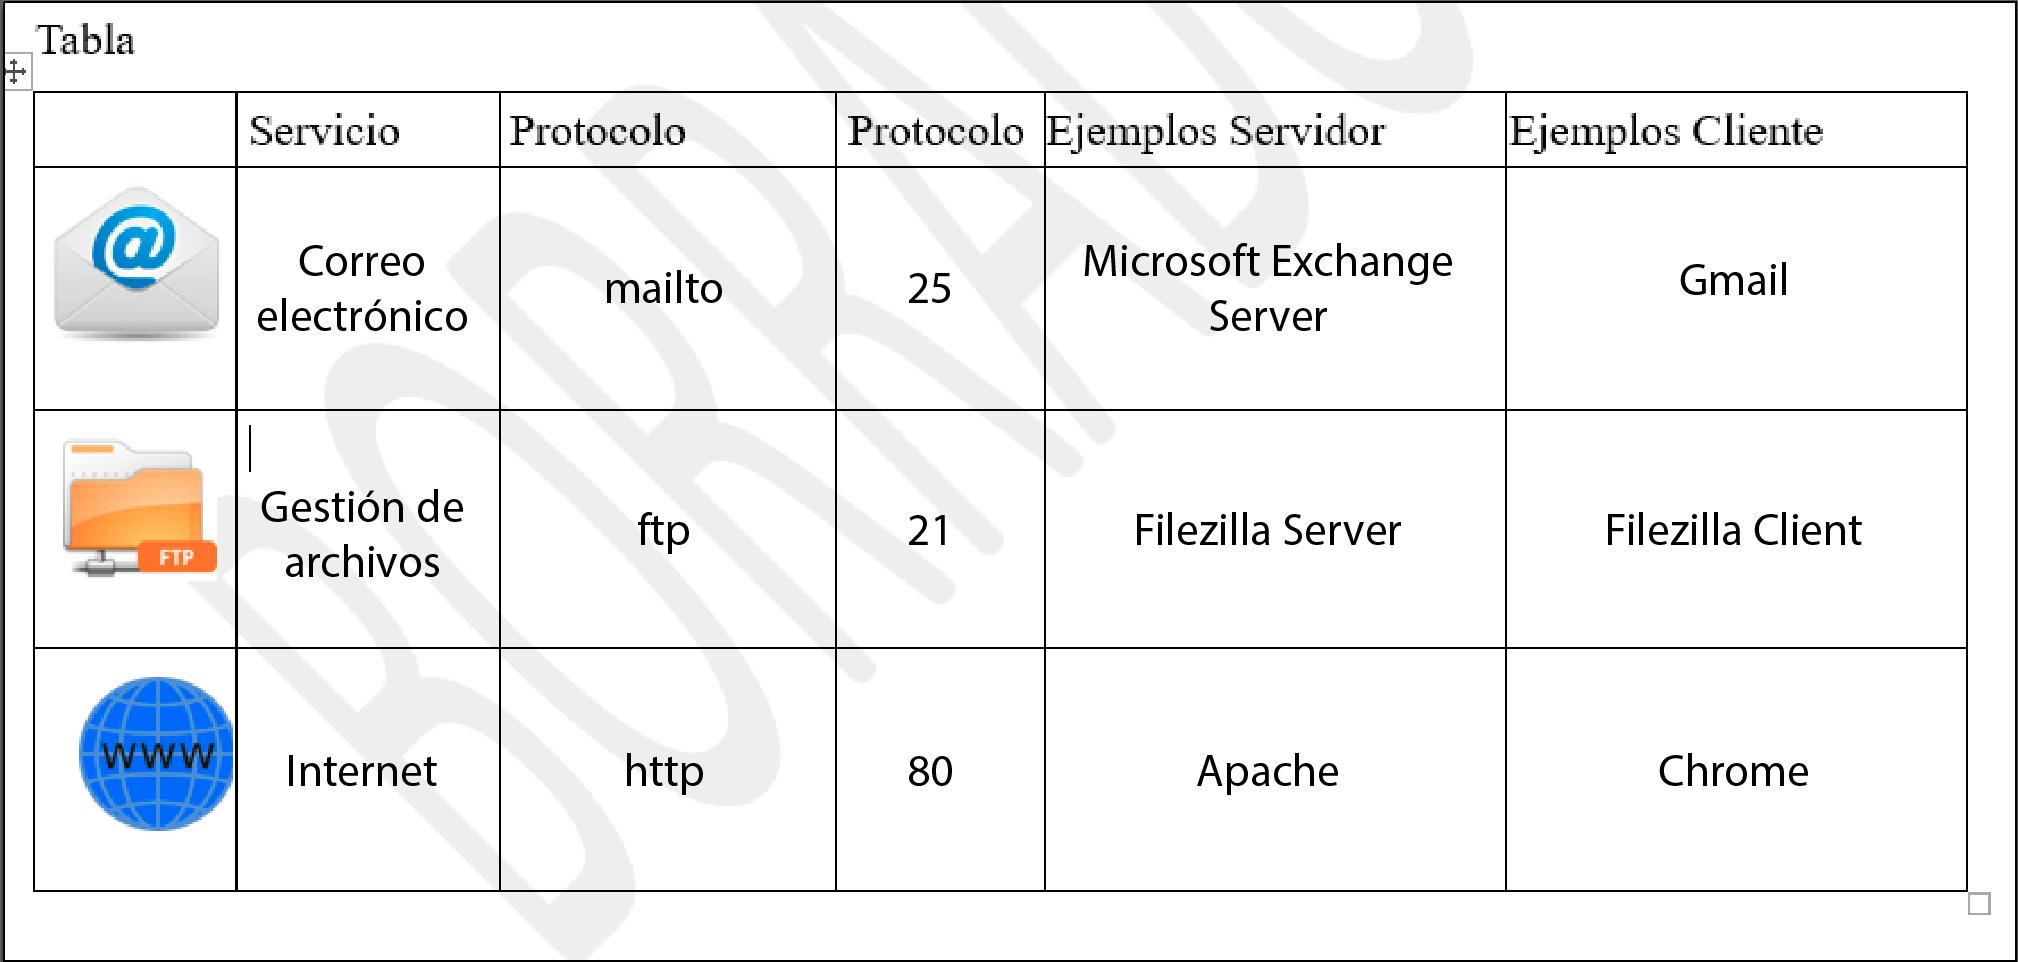 Tabla
Servicio Protocolo Protocolo Ejemplos Servidor Ejemplos Cliente
@ Correo electrónico mailto 25 Microsoft Exchange Server Gmail
FTP Gestión de archivos ftp 21 Filezilla Server Filezilla Client
WWW Internet http 80 Apache Chrome
BORRADO